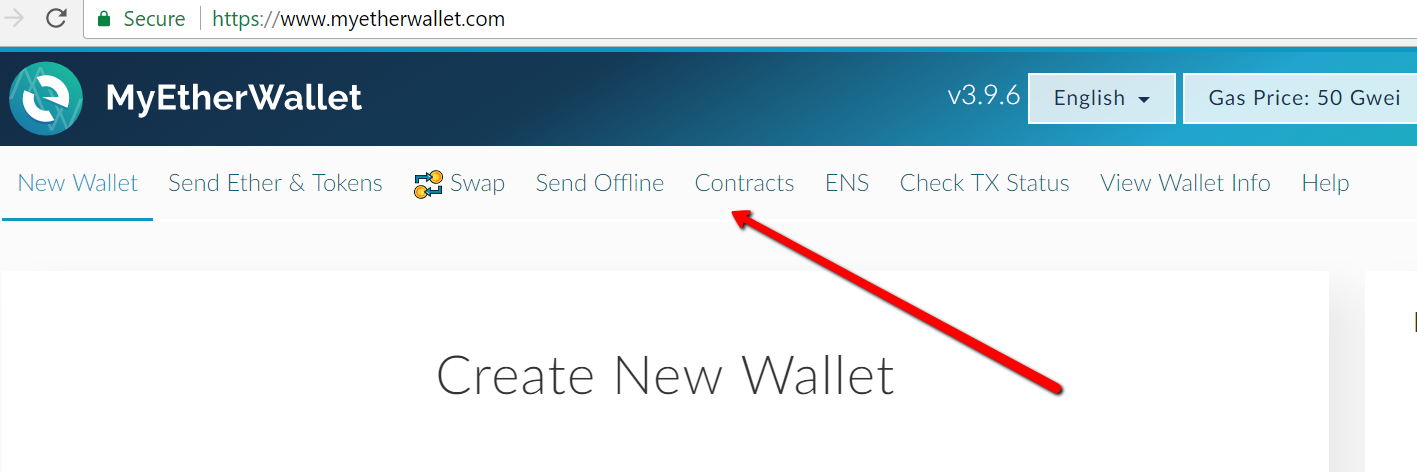 Secure https://www.myetherwallet.com
MyEtherWallet v3.9.6 English Gas Price: 50 Gwei
New Wallet Send Ether & Tokens Swap Send Offline Contracts ENS Check TX Status View Wallet Info Help
Create New Wallet